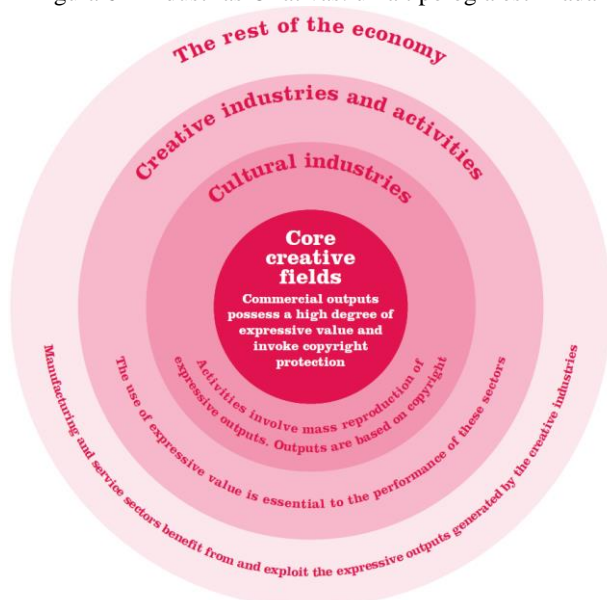 The rest of the economy
Creative industries and activities
Cultural industries
Core
creative
fields
Commercial outputs
possess a high degree of
expressive value and
invoke copyright
protection
Activities involve mass reproduction of
expressive outputs. Outputs are based on copyright
The use of expressive value is essential to the performance of these sectors
Manufacturing and service sectors benefit from and exploit the expressive outputs generated by the creative industries